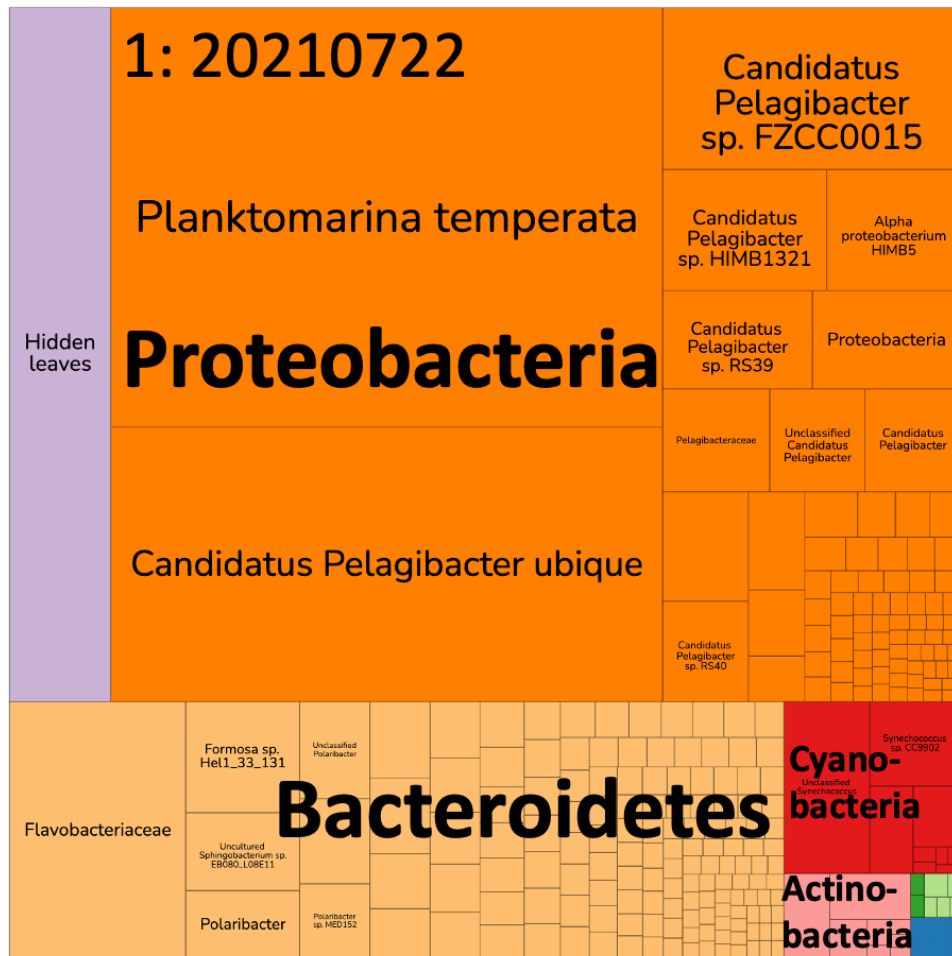 1: 20210722
Planktomarina temperata
Proteobacteria
Hidden
leaves
Candidatus Pelagibacter ubique
Candidatus
Pelagibacter
sp. FZCC0015
Candidatus
Pelagibacter
sp. HIMB1321
Alpha
proteobacterium
HIMB5
Candidatus
Pelagibacter
sp. RS39
Proteobacteria
Pelagibacteraceae
Unclassified
Candidatus
Pelagibacter
Candidatus
Pelagibacter
Candidatus
Pelagibacter
sp. RS40
Flavobacteriaceae
Formosa sp.
Hel1_33_131
Uncultured
Sphingobacterium sp.
EB080_L08E11
Polaribacter
Unclassified
Polaribacter
Polaribacter
sp. MED152
Bacteroidetes
Synechococcus
sp. CC9902
Cyano-
bacteria
Unclassified
Synechococcus
Actino-
bacteria